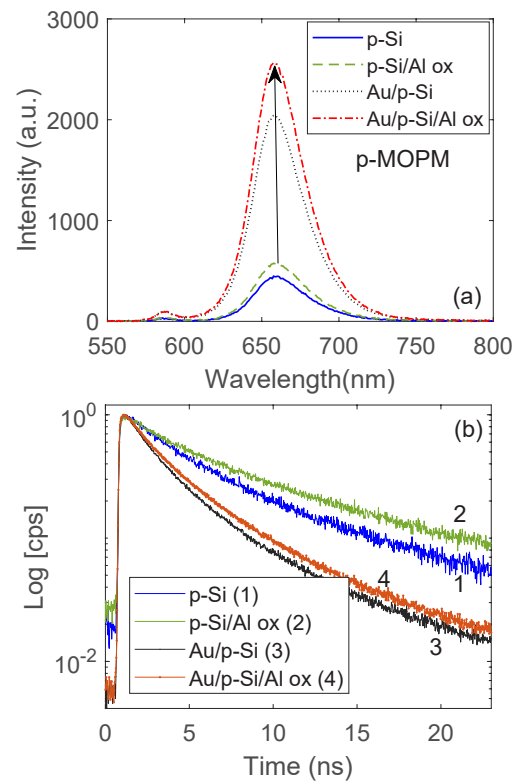 3000
2000
1000
0
Intensity (a.u.)
p-Si
p-Si/Al ox
Au/p-Si
Au/p-Si/Al ox
p-MOPM
(a)
550 600 650 700 750 800
Wavelength(nm)
(b)
10^0
10^-2
Log [cps]
2
1
4
3
p-Si (1)
p-Si/Al ox (2)
Au/p-Si (3)
Au/p-Si/Al ox (4)
0 5 10 15 20
Time (ns)